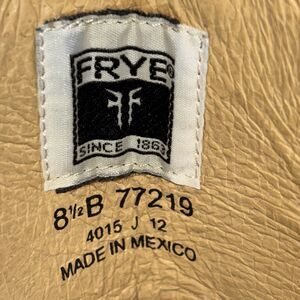 FRYE®
SINCE 1863
8½B 77219
4015 J 12
MADE IN MEXICO